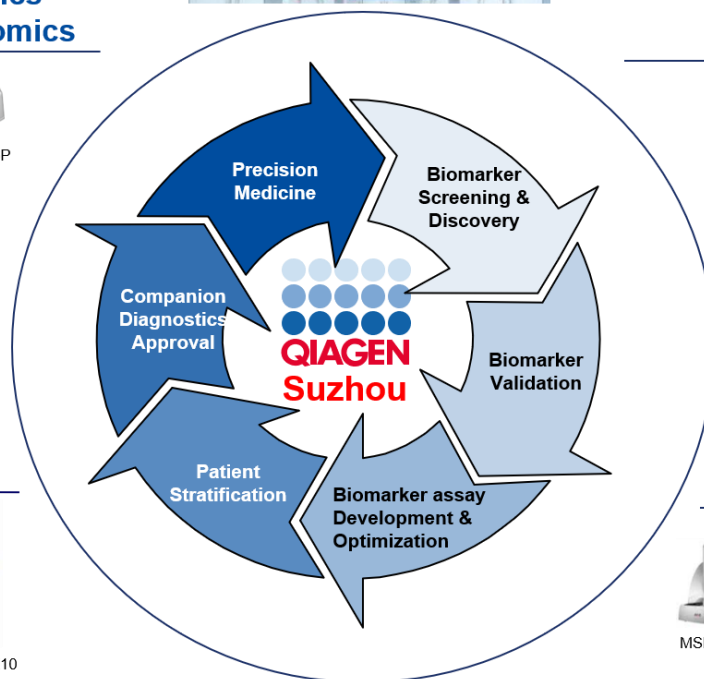 omics
P
Precision
Medicine
Biomarker
Screening &
Discovery
Companion
Diagnostics
Approval
QIAGEN
Suzhou
Biomarker
Validation
Patient
Stratification
Biomarker assay
Development &
Optimization
10